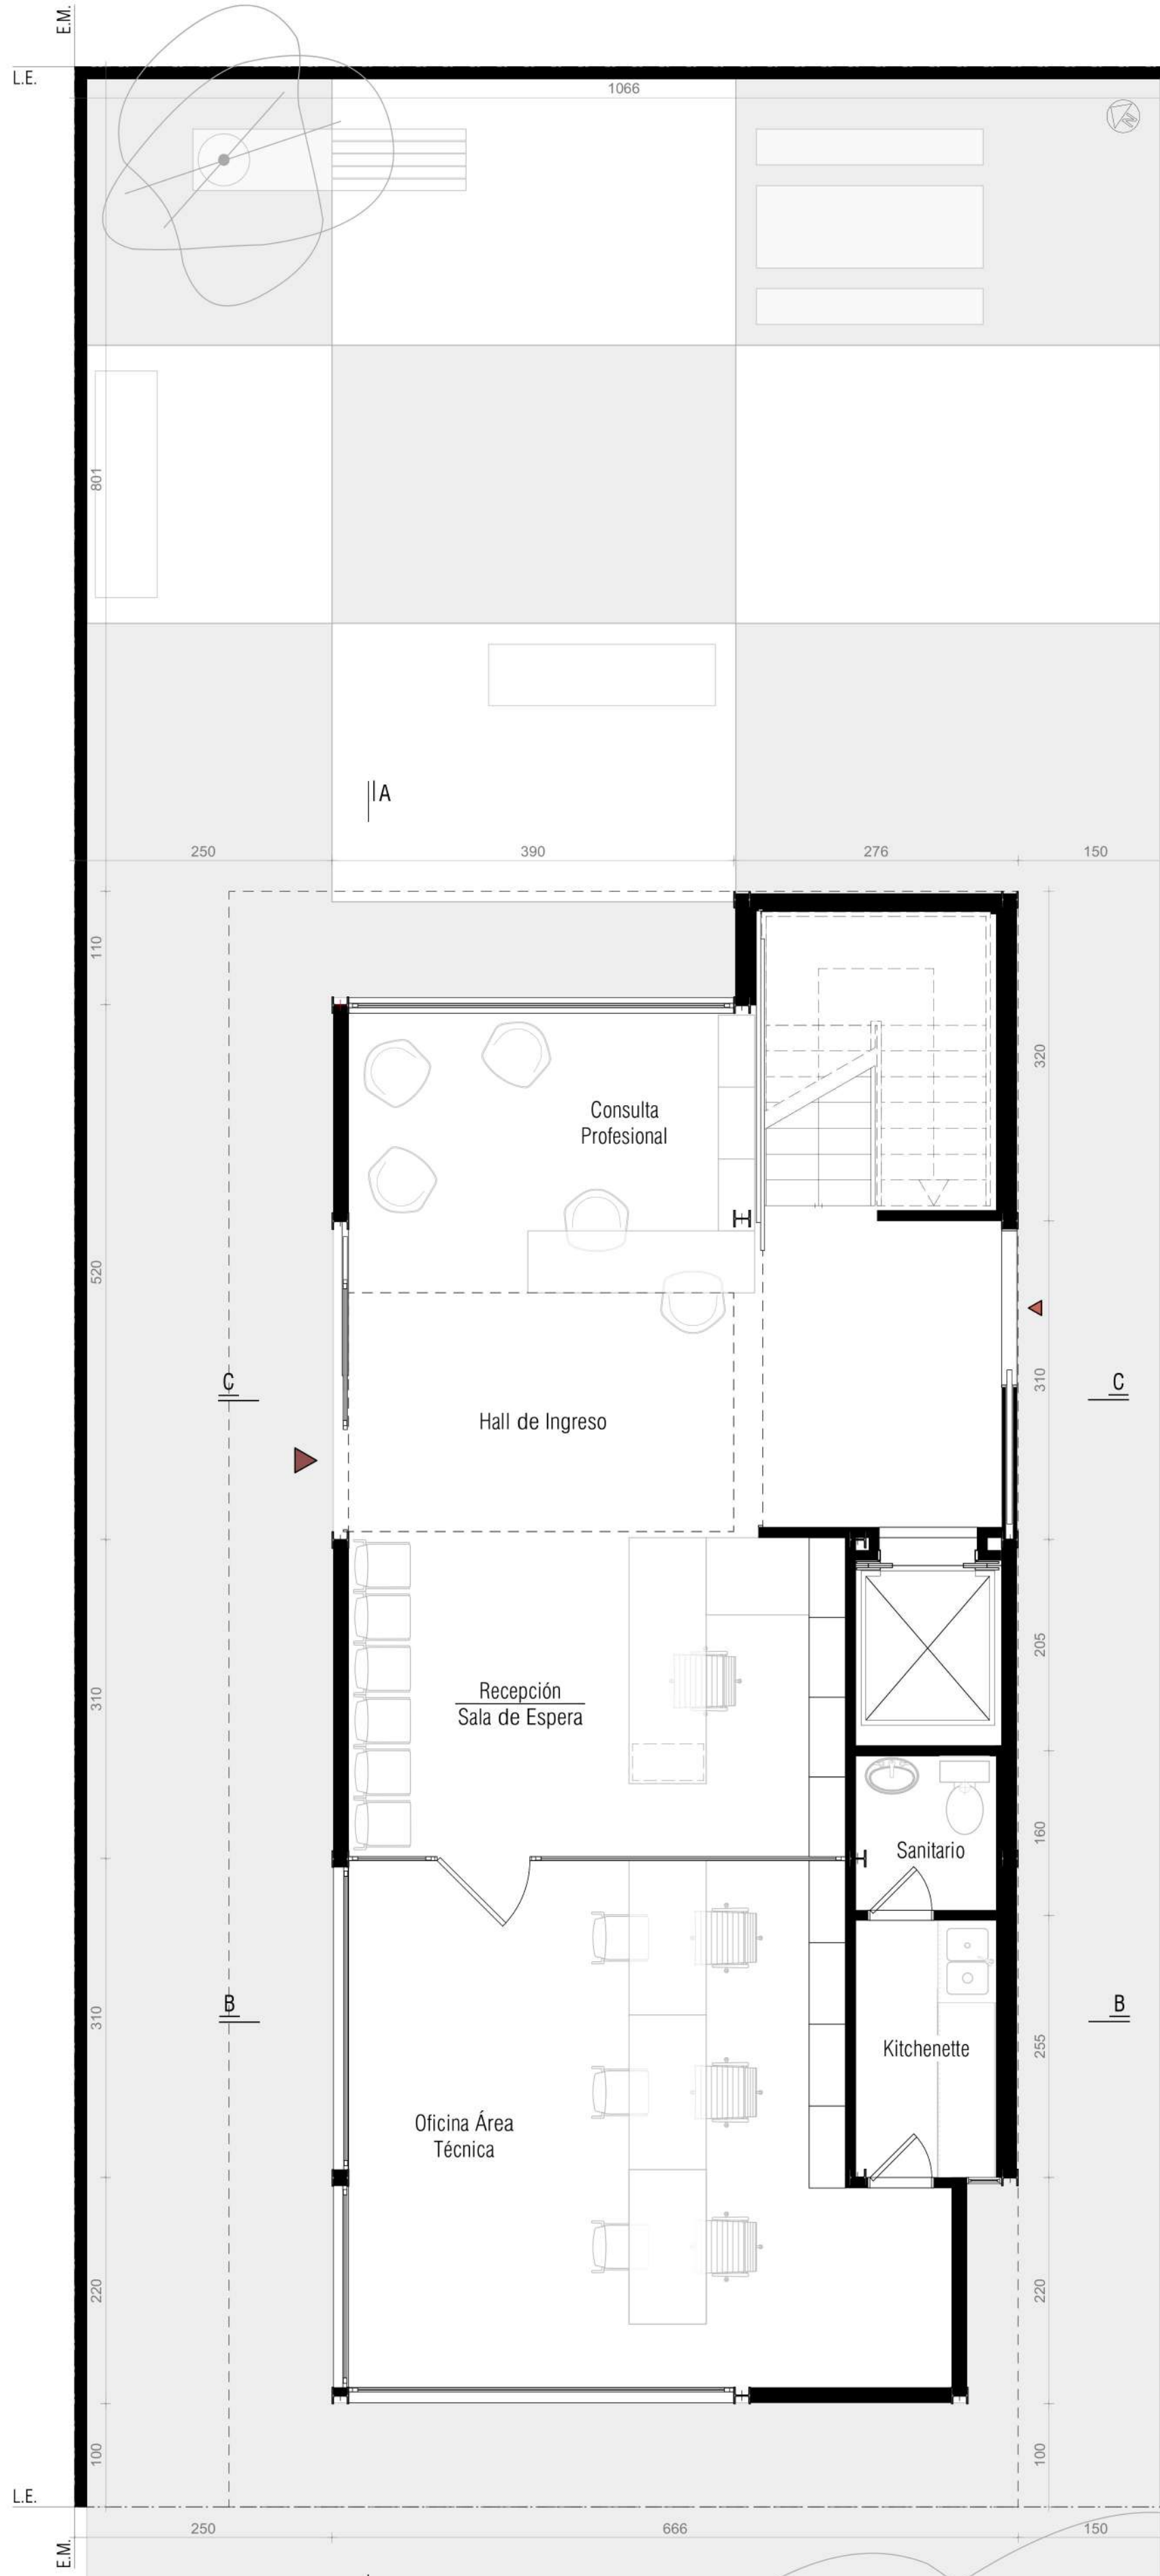 E.M.
L.E.
1066
N
801
A
250
390
276
150
110
320
Consulta
Profesional
520
310
C
C
Hall de Ingreso
205
310
Recepción
Sala de Espera
160
Sanitario
B
B
310
255
Kitchenette
Oficina Área
Técnica
220
220
100
100
L.E.
250
666
150
E.M.